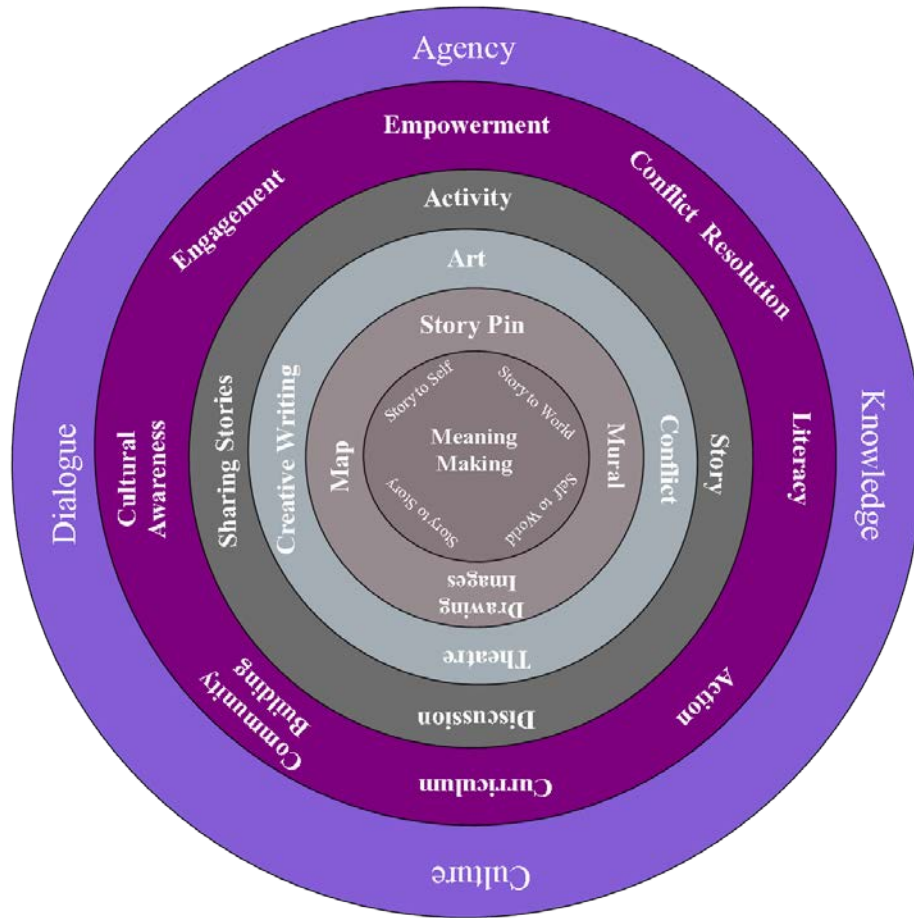 Agency
Knowledge
Culture
Dialogue
Empowerment
Conflict Resolution
Literacy
Action
Curriculum
Community
Building
Cultural
Awareness
Engagement
Activity
Story
Discussion
Sharing Stories
Art
Conflict
Theatre
Creative Writing
Story Pin
Mural
Drawing
Images
Map
Story to Self
Story to World
Self to World
Story to Story
Meaning
Making